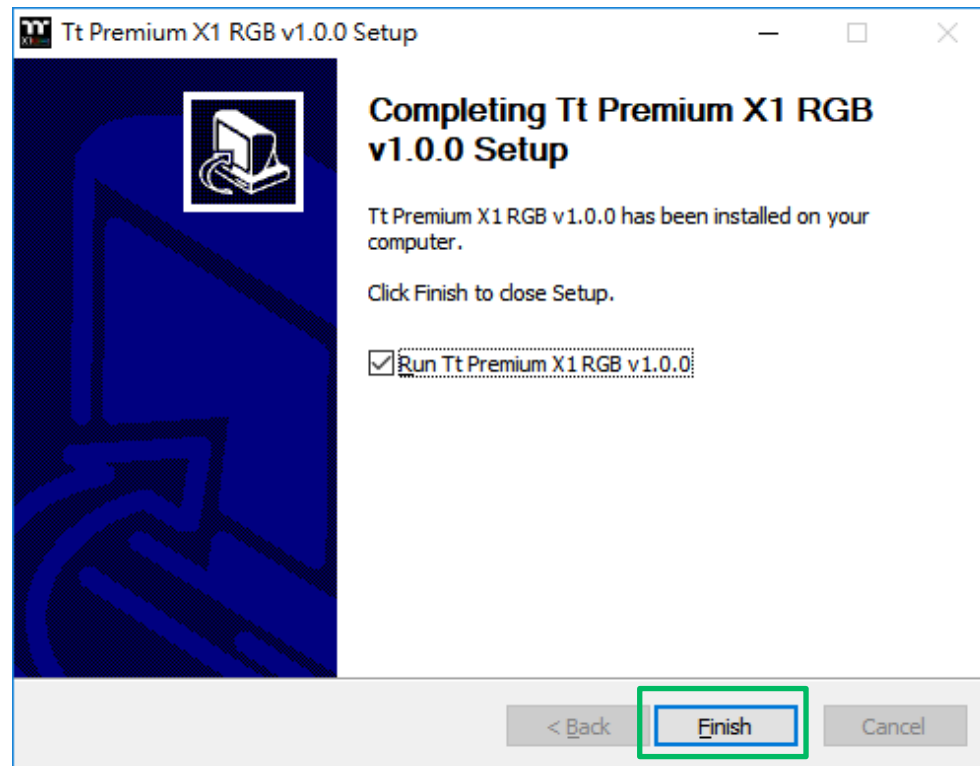 Tt Premium X1 RGB v1.0.0 Setup
Completing Tt Premium X1 RGB
v1.0.0 Setup
Tt Premium X1 RGB v1.0.0 has been installed on your
computer.
Click Finish to close Setup.
Run Tt Premium X1 RGB v1.0.0
< Back Finish Cancel